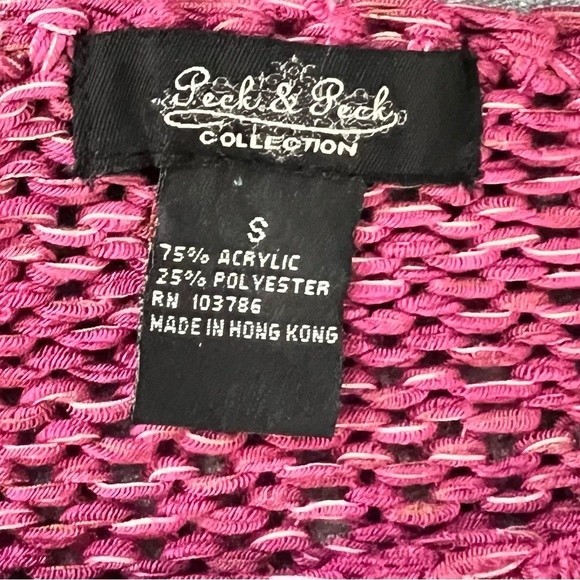 Peck & Peck
COLLECTION
S
75% ACRYLIC
25% POLYESTER
RN 103786
MADE IN HONG KONG